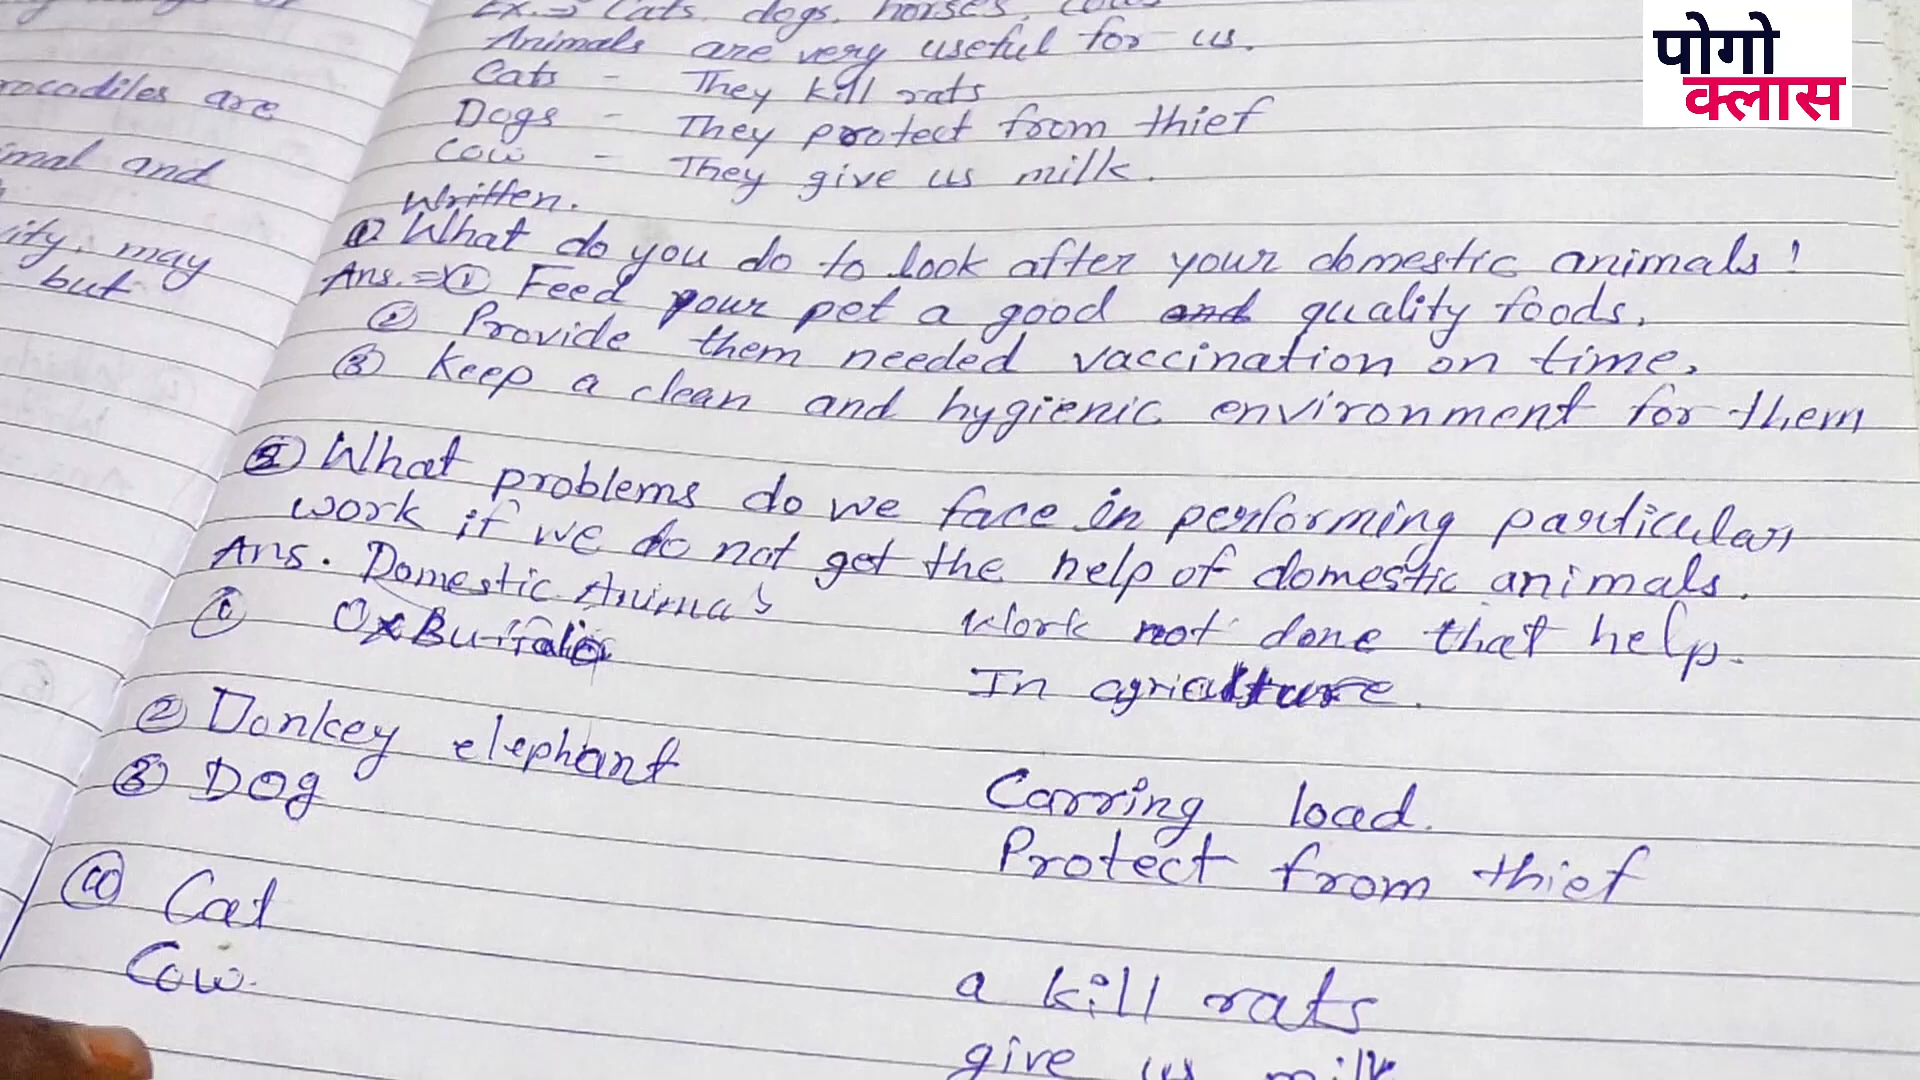 Ex.⇒ Cats, dogs, horses,
Animals are very useful for us.
Cats - They kill rats
Dogs - They protect from thief
Cow - They give us milk.
Written.
① What do you do to look after your domestic animals!
Ans.⇒ ① Feed your pet a good and quality foods.
② Provide them needed vaccination on time.
③ Keep a clean and hygienic environment for them
② What problems do we face in performing particular
work if we do not get the help of domestic animals.
Ans. Domestic Animals Work not done that help.
① Ox Buffalo In agriculture.
② Donkey elephant Carring load.
③ Dog Protect from thief
④ Cat a kill rats
Cow. give us milk
are
imal and
ity, may
but
पोगो
क्लास